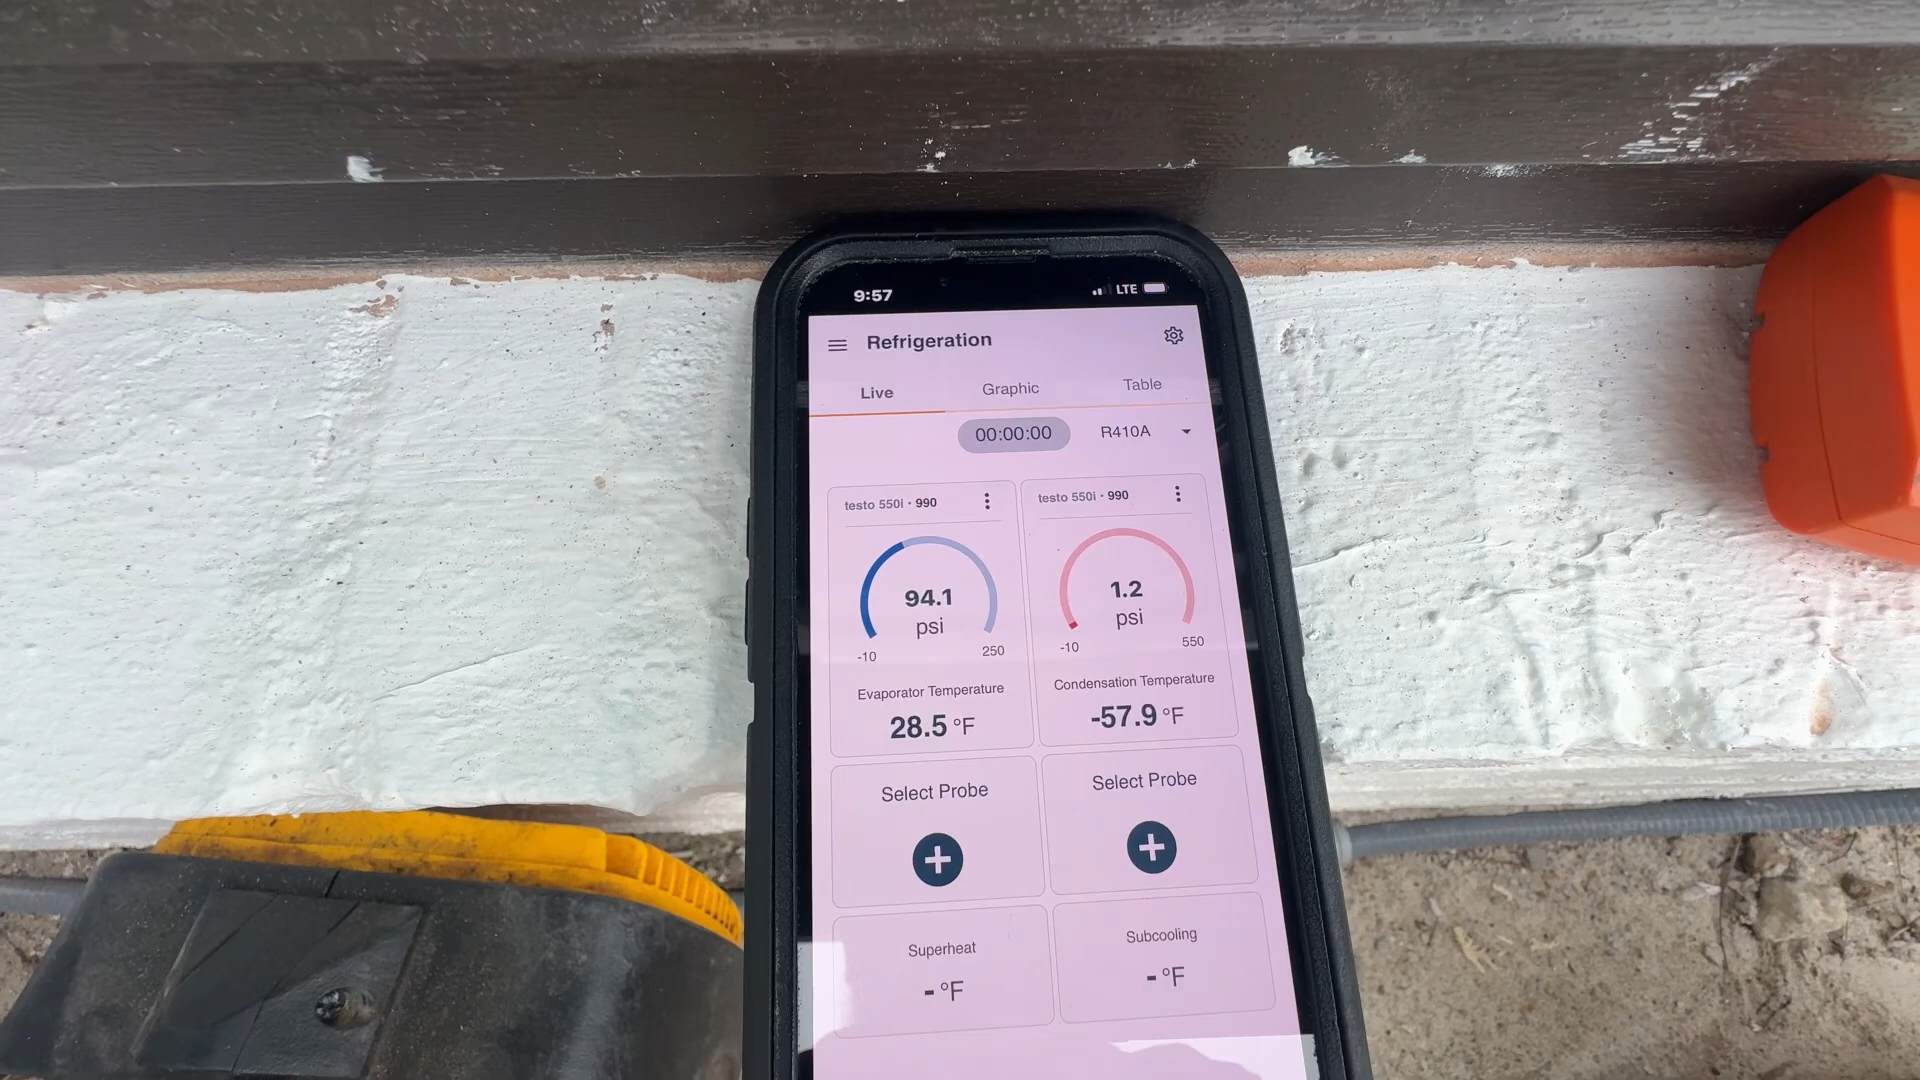 9:57
LTE
Refrigeration
Live Graphic Table
00:00:00 R410A
testo 550i • 990
94.1
psi
-10 250
Evaporator Temperature
28.5 °F
testo 550i • 990
1.2
psi
-10 550
Condensation Temperature
-57.9 °F
Select Probe
Select Probe
Superheat
- °F
Subcooling
- °F